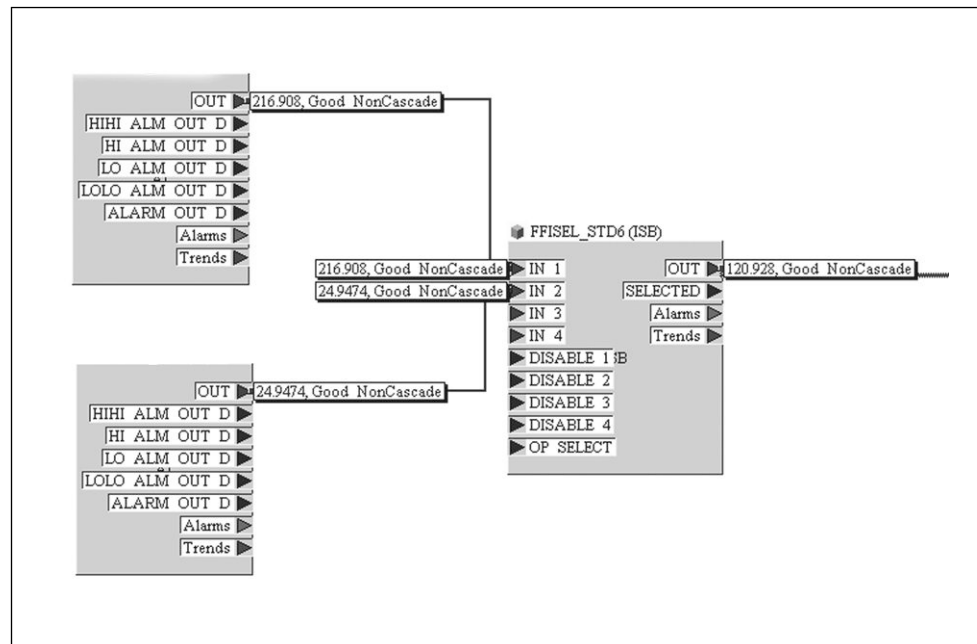 OUT
216.908, Good NonCascade
HIHI ALM OUT D
HI ALM OUT D
LO ALM OUT D
LOLO ALM OUT D
ALARM OUT D
Alarms
Trends
FFISEL_STD6 (ISB)
216.908, Good NonCascade
IN 1
24.9474, Good NonCascade
IN 2
IN 3
IN 4
DISABLE 1
DISABLE 2
DISABLE 3
DISABLE 4
OP SELECT
OUT
120.928, Good NonCascade
SELECTED
Alarms
Trends
OUT
24.9474, Good NonCascade
HIHI ALM OUT D
HI ALM OUT D
LO ALM OUT D
LOLO ALM OUT D
ALARM OUT D
Alarms
Trends